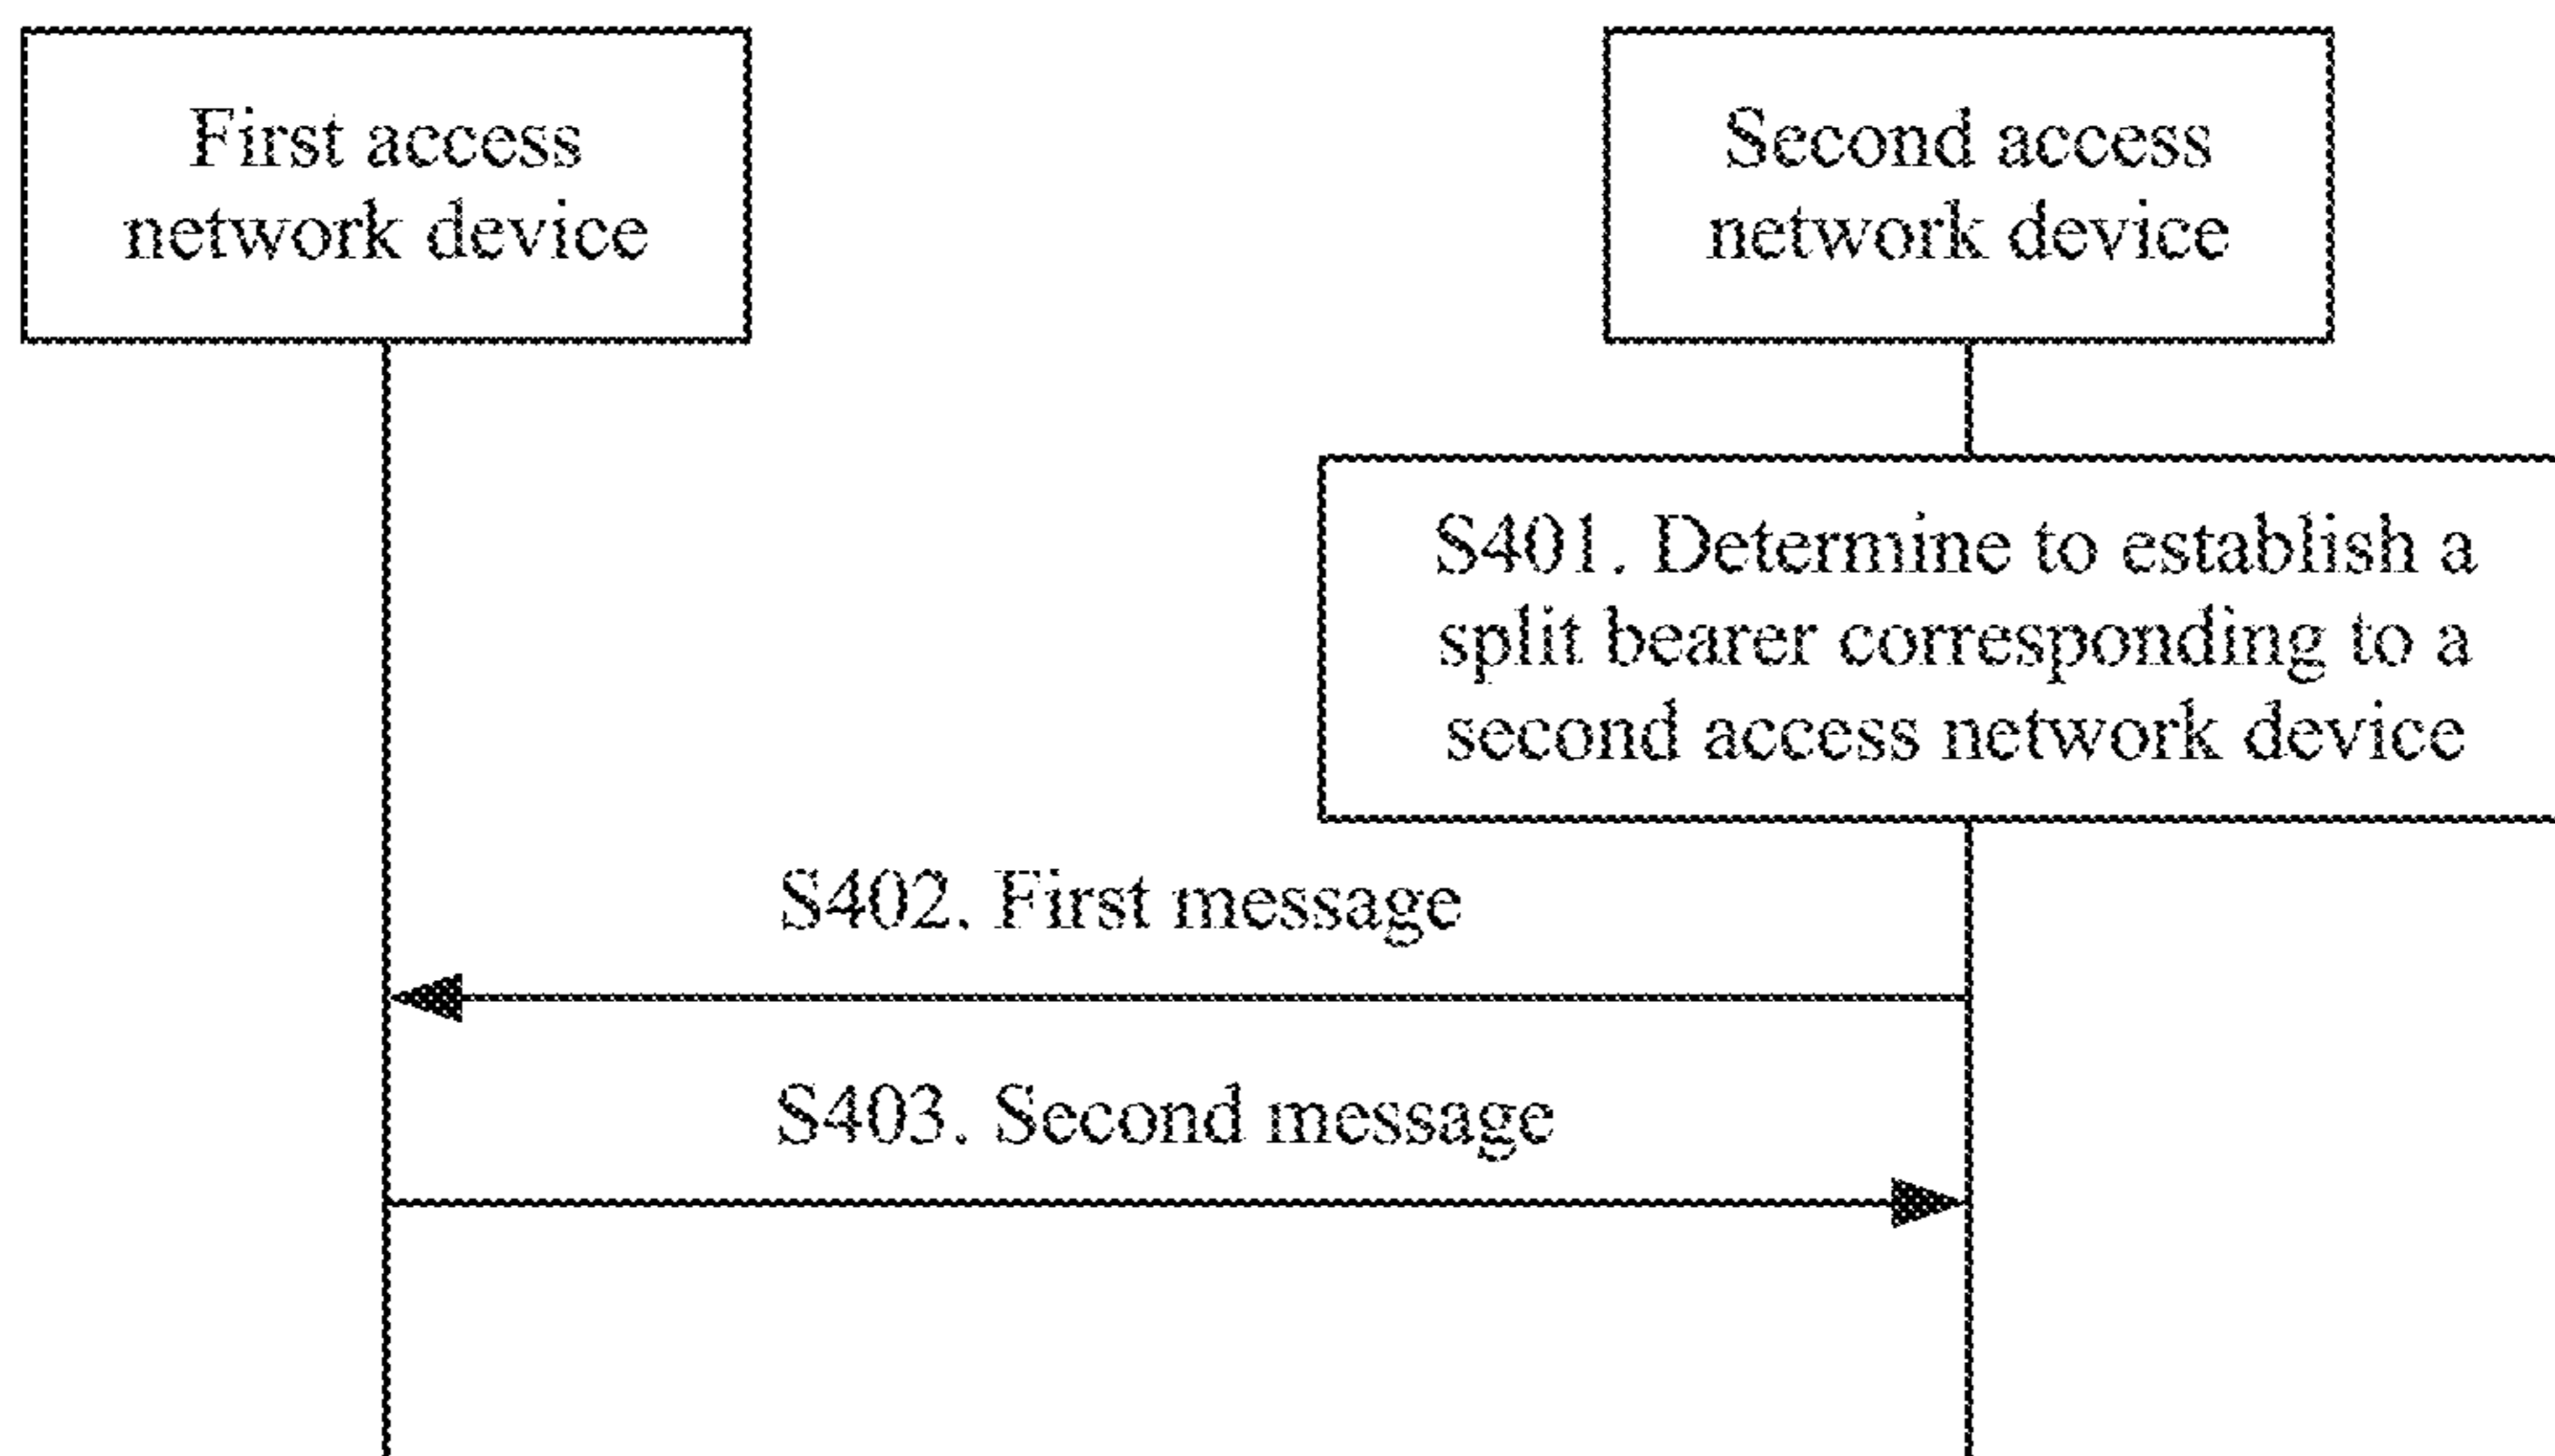 First access
network device
Second access
network device
S401. Determine to establish a
split bearer corresponding to a
second access network device
S402. First message
S403. Second message